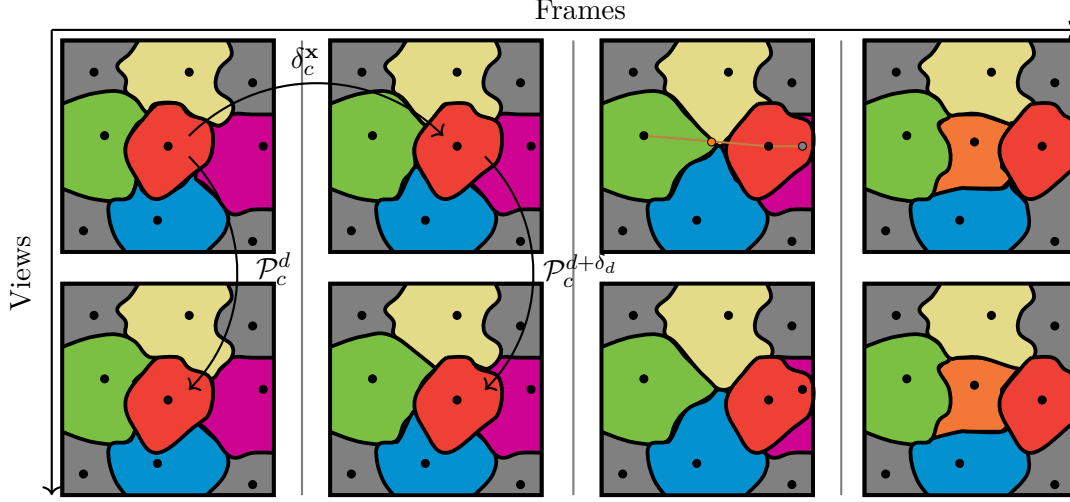 Frames
δ_c^𝐱
Views
𝒫_c^d
𝒫_c^{d+δ_d}